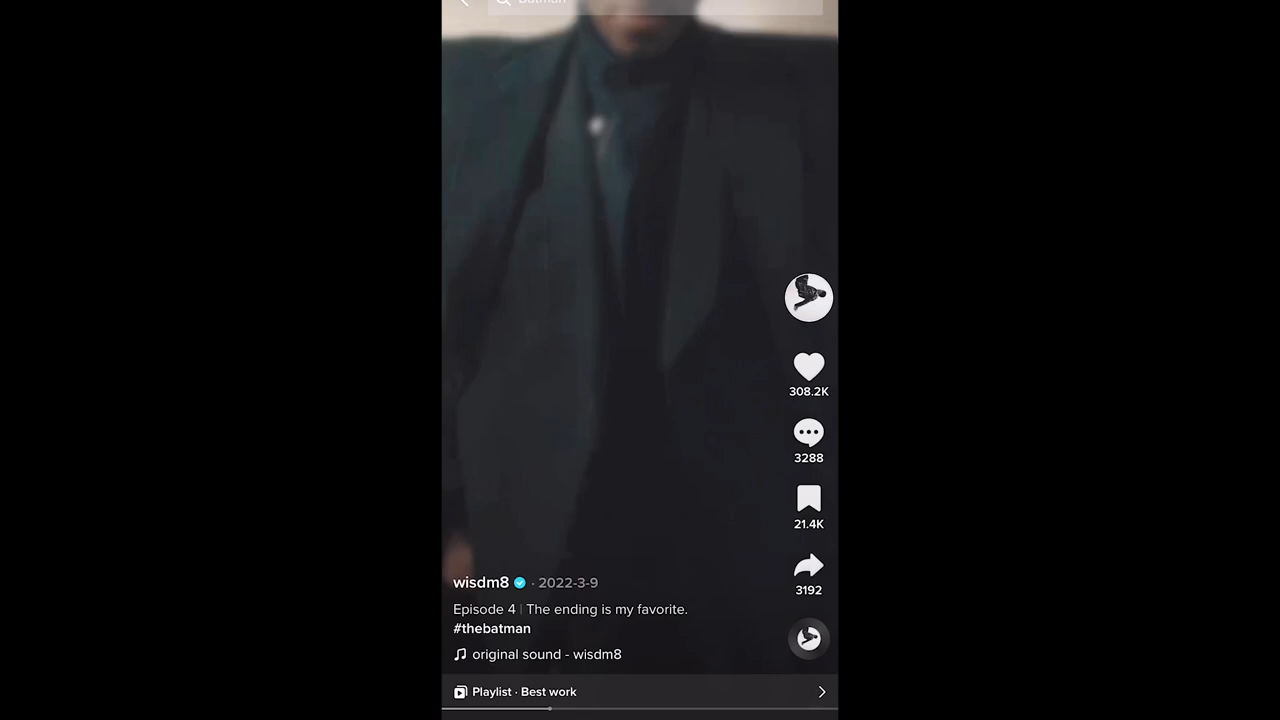 Batman
308.2K
3288
21.4K
3192
wisdm8 · 2022-3-9
Episode 4 | The ending is my favorite.
#thebatman
original sound - wisdm8
Playlist · Best work